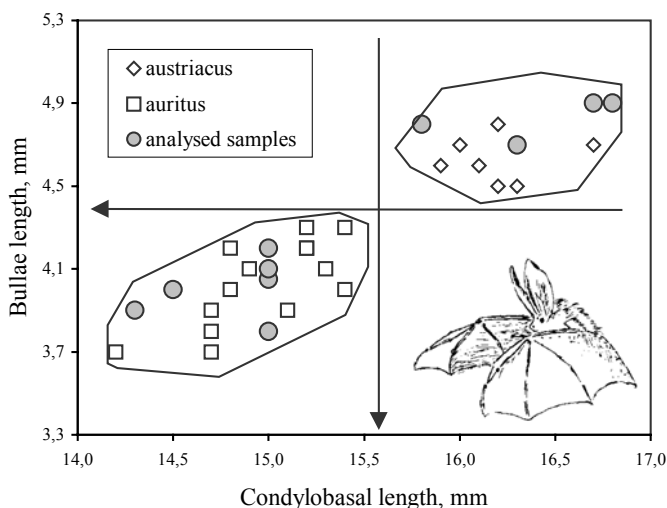 5,3
4,9
4,5
4,1
3,7
3,3
Bullae length, mm
austriacus
auritus
analysed samples
14,0 14,5 15,0 15,5 16,0 16,5 17,0
Condylobasal length, mm